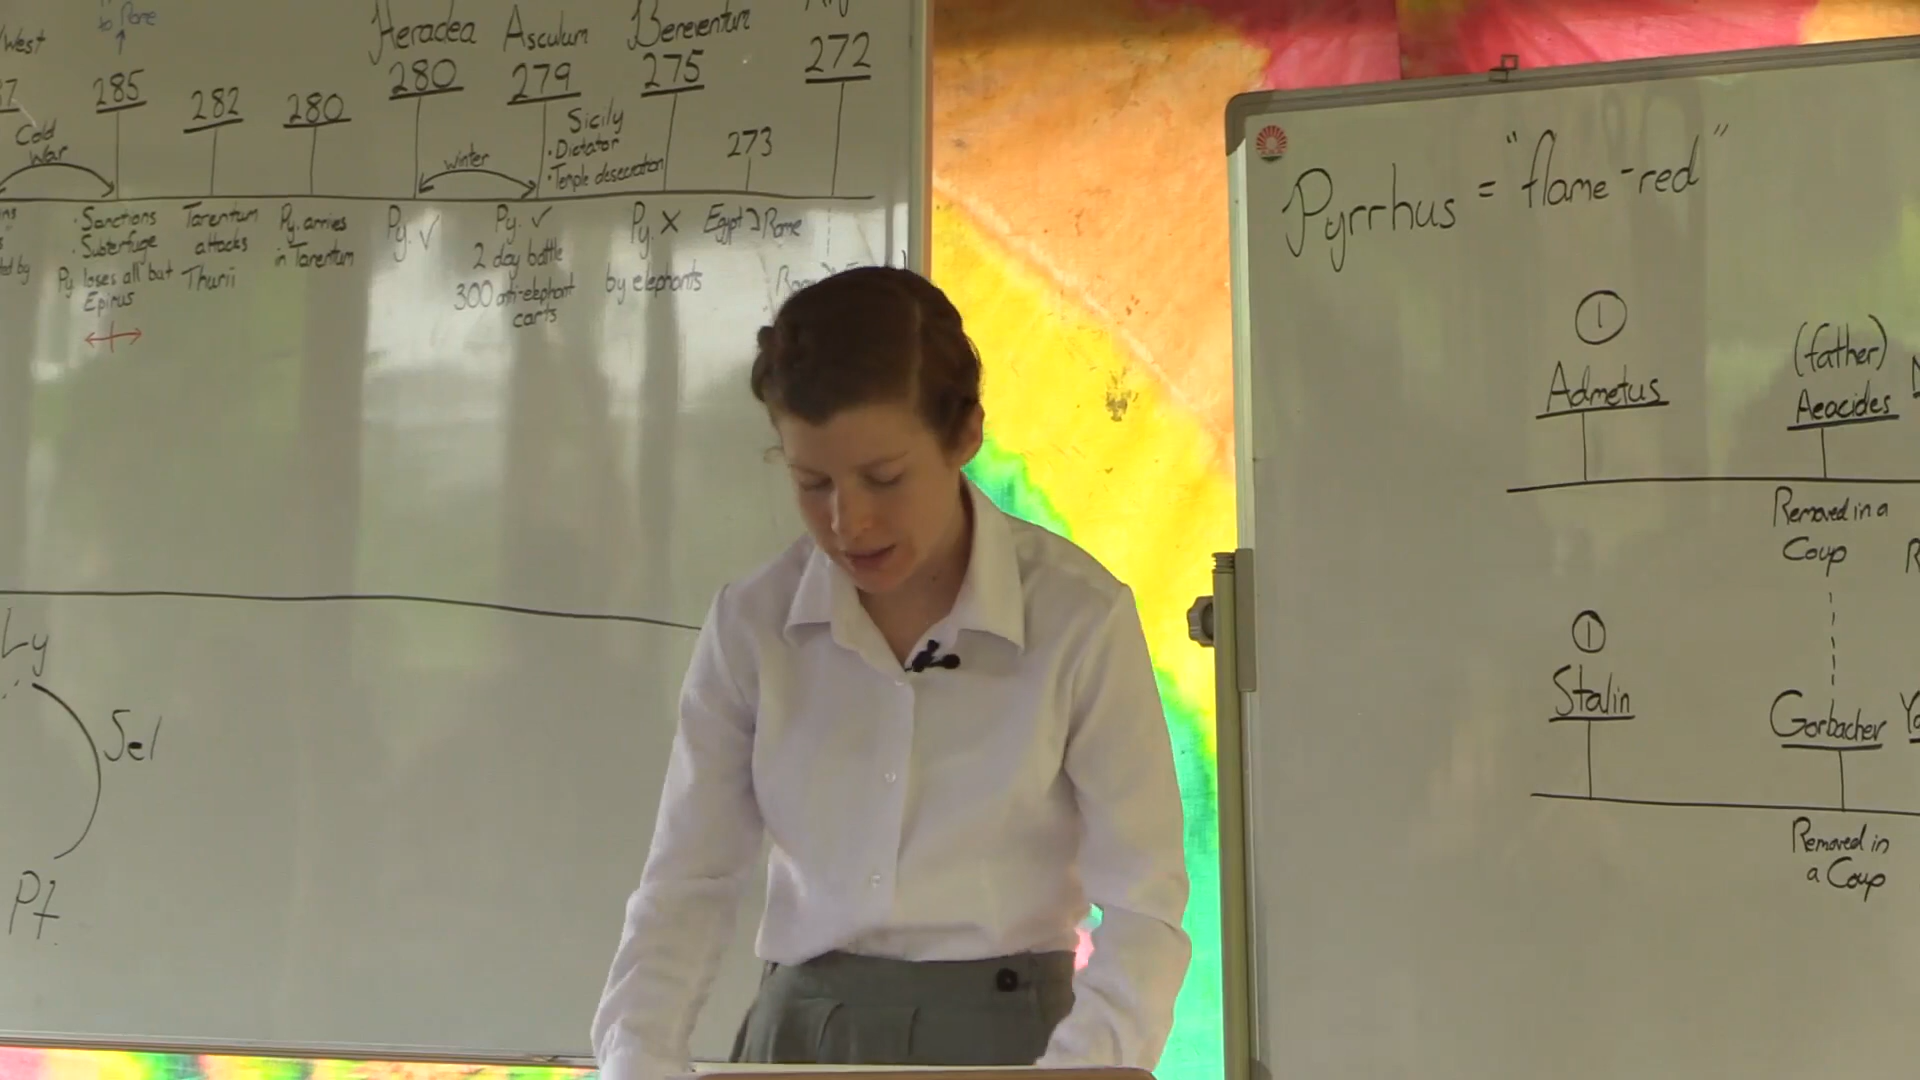 to Rome
/West
Heraclea
Asculum
Beneventum
285
282
280
280
279
275
273
272
Cold
War
winter
Sicily
• Dictator
• Temple desecration
• Sanctions
• Subterfuge
Py loses all but
Epirus
Tarentum
attacks
Thurii
Py. arrives
in Tarentum
Py. ✓
Py. ✓
2 day battle
300 anti-elephant
carts
Py. X
by elephants
Egypt → Rome
Ly
Sel
Pt
Pyrrhus = "flame-red"
1
Admetus
(father)
Aeacides
Removed in a
Coup
1
Stalin
Gorbachev
Removed in
a Coup